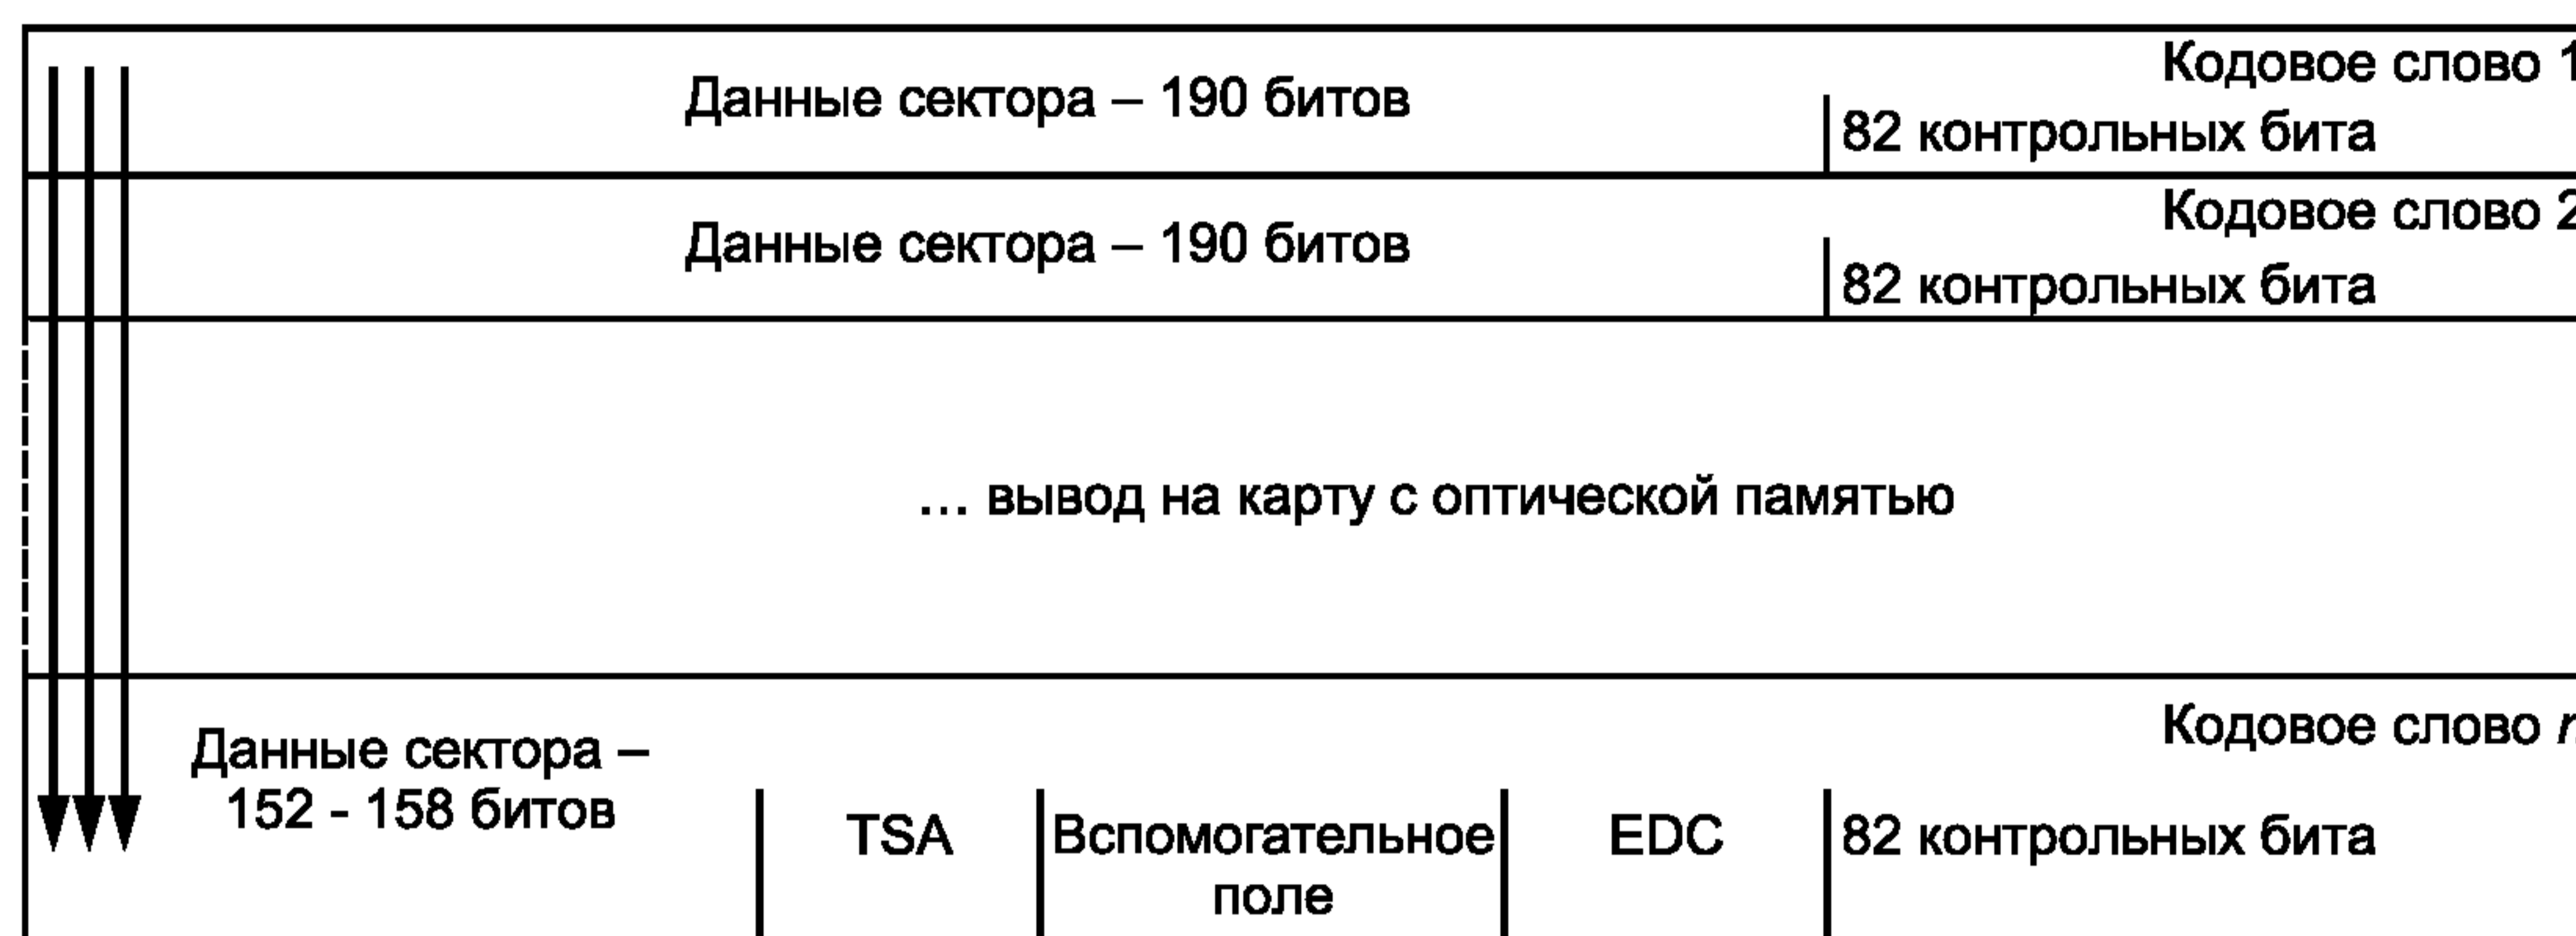 Кодовое слово 1
Данные сектора – 190 битов
82 контрольных бита
Кодовое слово 2
Данные сектора – 190 битов
82 контрольных бита
... вывод на карту с оптической памятью
Кодовое слово n
Данные сектора –
152 - 158 битов
TSA
Вспомогательное
поле
EDC
82 контрольных бита